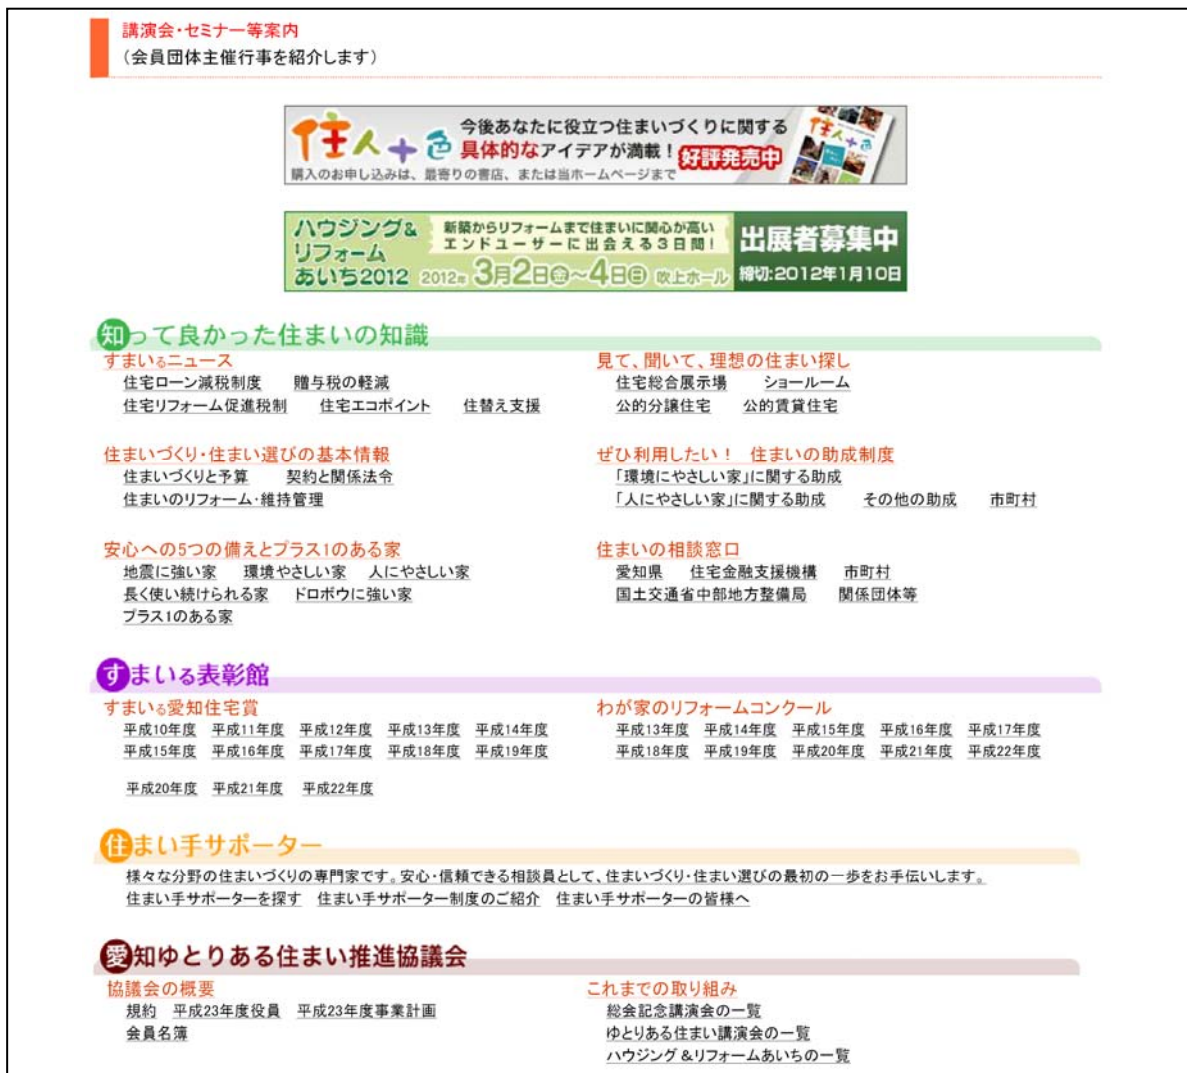 講演会・セミナー等案内
（会員団体主催行事を紹介します）
住人＋色
今後あなたに役立つ住まいづくりに関する
具体的なアイデアが満載！
好評発売中
購入のお申し込みは、最寄りの書店、または当ホームページまで
住人＋色
ハウジング&
リフォーム
あいち2012
新築からリフォームまで住まいに関心が高い
エンドユーザーに出会える３日間！
2012年 3月2日㊎～4日㊐ 吹上ホール
出展者募集中
締切:2012年1月10日
知って良かった住まいの知識
すまいるニュース
住宅ローン減税制度 贈与税の軽減
住宅リフォーム促進税制 住宅エコポイント 住替え支援
見て、聞いて、理想の住まい探し
住宅総合展示場 ショールーム
公的分譲住宅 公的賃貸住宅
住まいづくり・住まい選びの基本情報
住まいづくりと予算 契約と関係法令
住まいのリフォーム・維持管理
ぜひ利用したい！ 住まいの助成制度
「環境にやさしい家」に関する助成
「人にやさしい家」に関する助成 その他の助成 市町村
安心への5つの備えとプラス1のある家
地震に強い家 環境やさしい家 人にやさしい家
長く使い続けられる家 ドロボウに強い家
プラス1のある家
住まいの相談窓口
愛知県 住宅金融支援機構 市町村
国土交通省中部地方整備局 関係団体等
すまいる表彰館
すまいる愛知住宅賞
平成10年度 平成11年度 平成12年度 平成13年度 平成14年度
平成15年度 平成16年度 平成17年度 平成18年度 平成19年度
平成20年度 平成21年度 平成22年度
わが家のリフォームコンクール
平成13年度 平成14年度 平成15年度 平成16年度 平成17年度
平成18年度 平成19年度 平成20年度 平成21年度 平成22年度
住まい手サポーター
様々な分野の住まいづくりの専門家です。安心・信頼できる相談員として、住まいづくり・住まい選びの最初の一歩をお手伝いします。
住まい手サポーターを探す 住まい手サポーター制度のご紹介 住まい手サポーターの皆様へ
愛知ゆとりある住まい推進協議会
協議会の概要
規約 平成23年度役員 平成23年度事業計画
会員名簿
これまでの取り組み
総会記念講演会の一覧
ゆとりある住まい講演会の一覧
ハウジング＆リフォームあいちの一覧